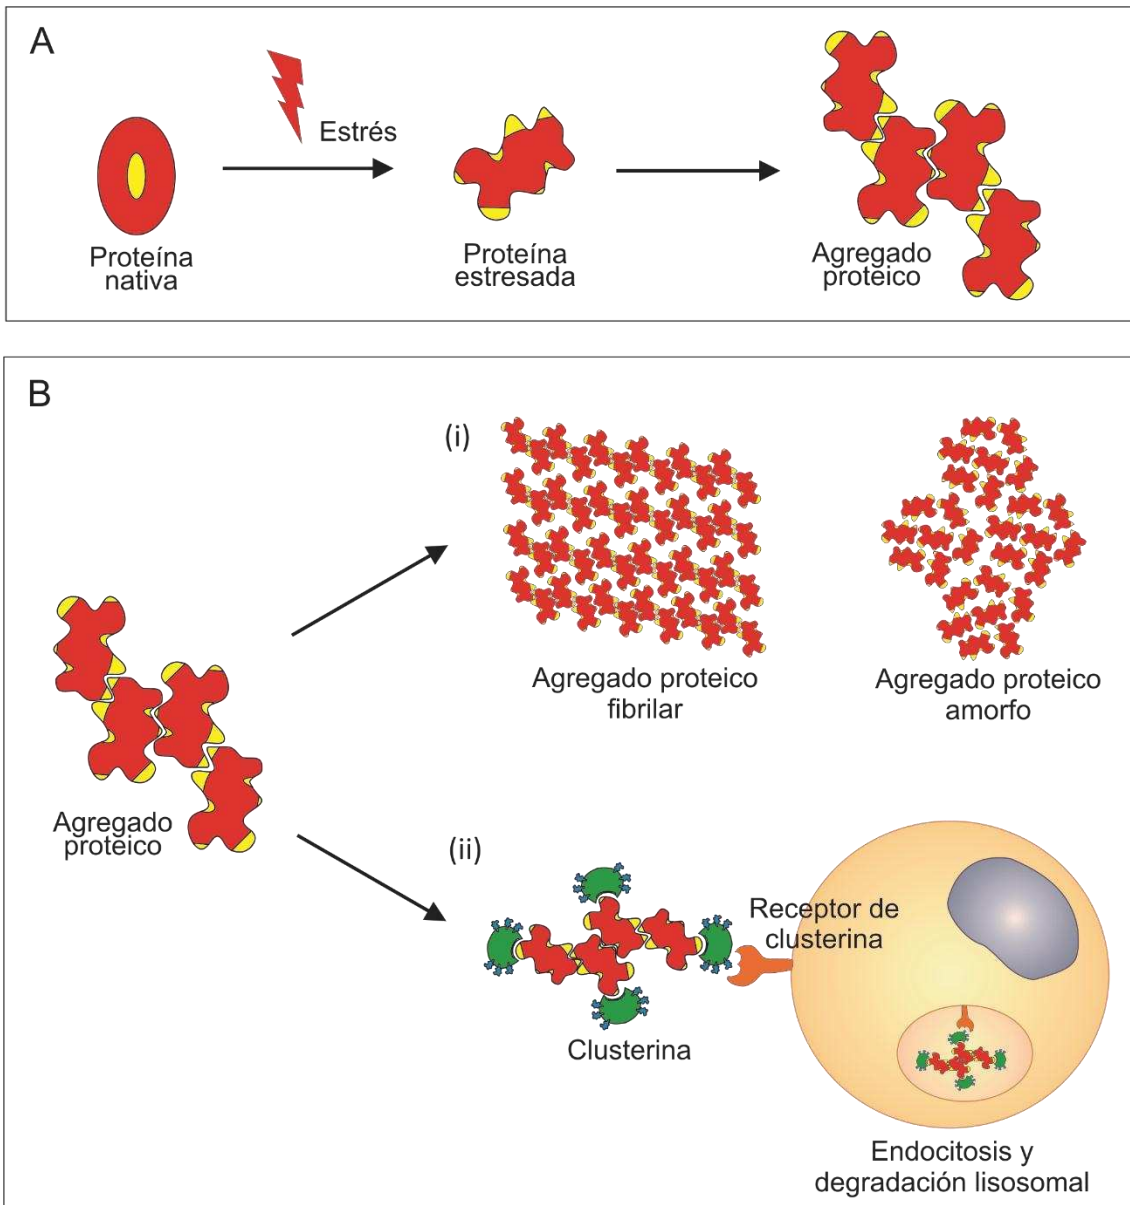 A
Estrés
Proteína
nativa
Proteína
estresada
Agregado
proteico
B
(i)
Agregado proteico
fibrilar
Agregado proteico
amorfo
Agregado
proteico
(ii)
Receptor de
clusterina
Clusterina
Endocitosis y
degradación lisosomal